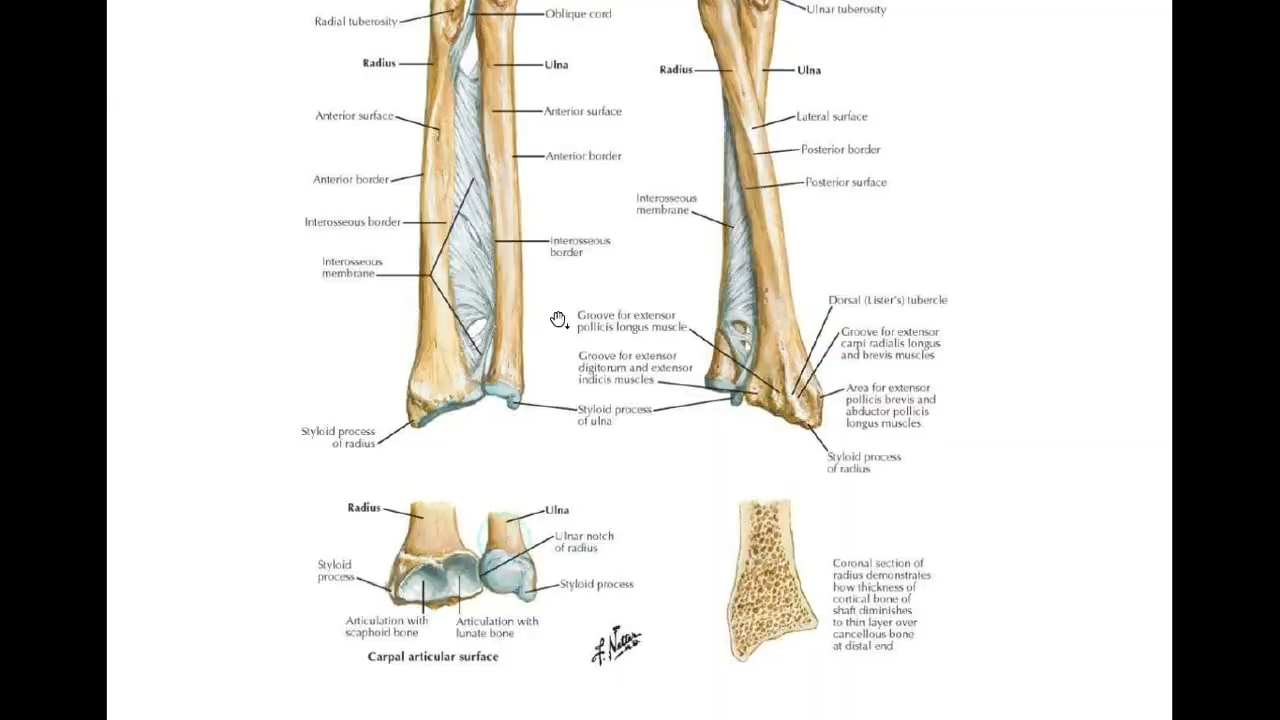 Radial tuberosity
Oblique cord
Radius
Ulna
Anterior surface
Anterior surface
Anterior border
Anterior border
Interosseous border
Interosseous
border
Interosseous
membrane
Styloid process
of radius
Ulnar tuberosity
Radius
Ulna
Lateral surface
Posterior border
Posterior surface
Interosseous
membrane
Groove for extensor
pollicis longus muscle
Groove for extensor
digitorum and extensor
indicis muscles
Styloid process
of ulna
Dorsal (Lister's) tubercle
Groove for extensor
carpi radialis longus
and brevis muscles
Area for extensor
pollicis brevis and
abductor pollicis
longus muscles
Styloid process
of radius
Radius
Ulna
Ulnar notch
of radius
Styloid
process
Styloid process
Articulation with
scaphoid bone
Articulation with
lunate bone
Carpal articular surface
F. Netter
M.D.
Coronal section of
radius demonstrates
how thickness of
cortical bone of
shaft diminishes
to thin layer over
cancellous bone
at distal end